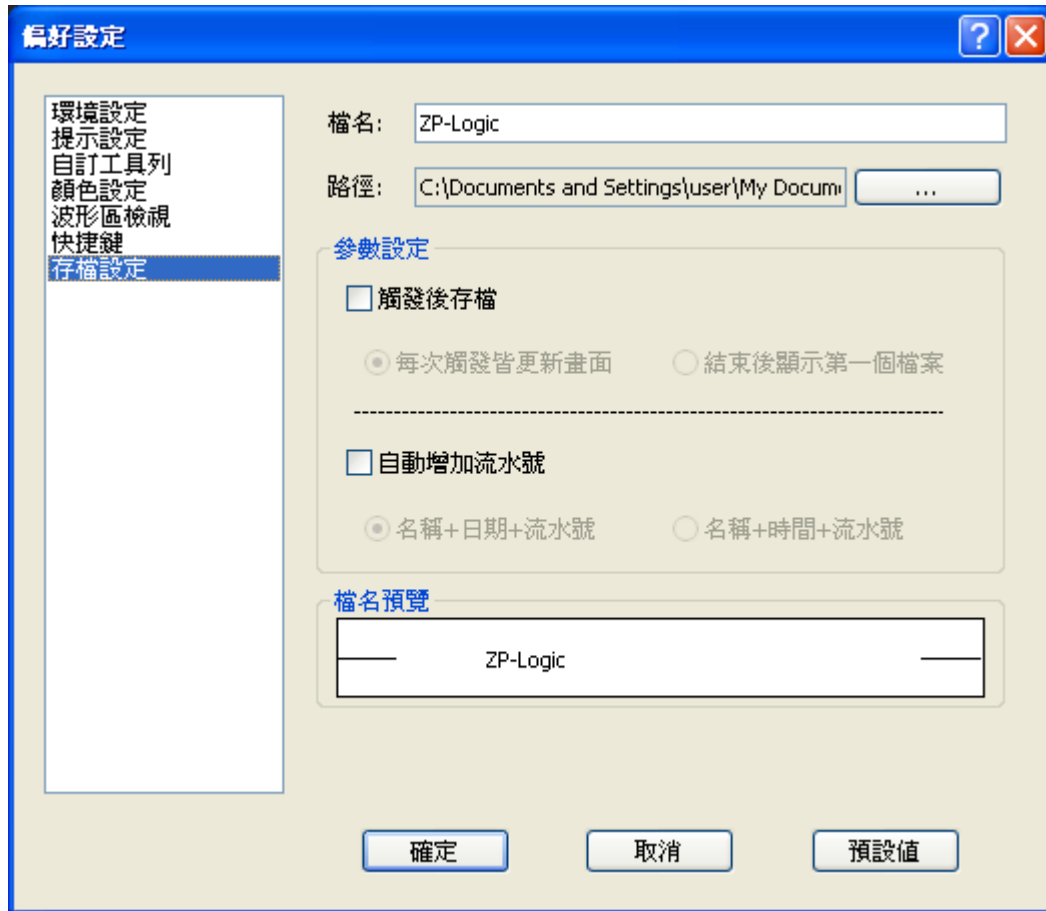 偏好設定
環境設定
提示設定
自訂工具列
顏色設定
波形區檢視
快捷鍵
存檔設定
檔名: ZP-Logic
路徑: C:\Documents and Settings\user\My Docum ...
參數設定
觸發後存檔
每次觸發皆更新畫面 結束後顯示第一個檔案
自動增加流水號
名稱+日期+流水號 名稱+時間+流水號
檔名預覽
ZP-Logic
確定 取消 預設值